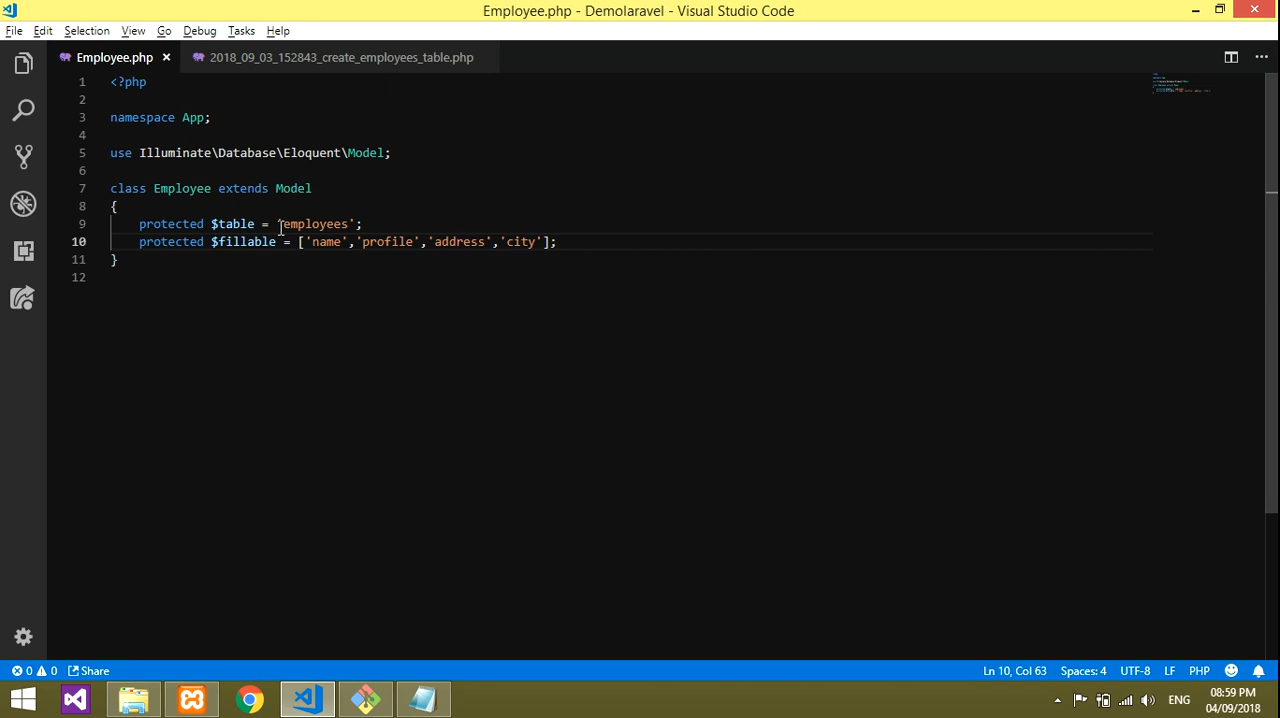 Employee.php - Demolaravel - Visual Studio Code
File Edit Selection View Go Debug Tasks Help
Employee.php 2018_09_03_152843_create_employees_table.php
1 <?php
2
3 namespace App;
4
5 use Illuminate\Database\Eloquent\Model;
6
7 class Employee extends Model
8 {
9 protected $table = 'employees';
10 protected $fillable = ['name','profile','address','city'];
11 }
12
0 0 Share Ln 10, Col 63 Spaces: 4 UTF-8 LF PHP
ENG 08:59 PM
04/09/2018